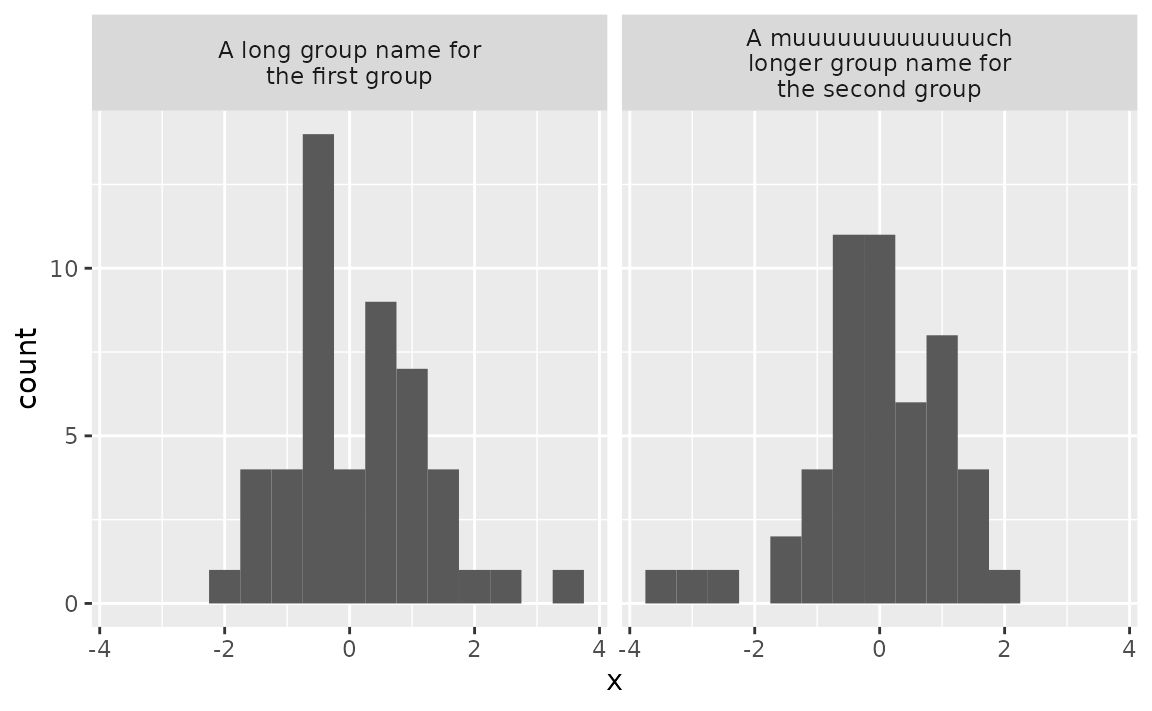 A long group name for
the first group
A muuuuuuuuuuuuuch
longer group name for
the second group
count
10
5
0
-4 -2 0 2 4 -4 -2 0 2 4
x